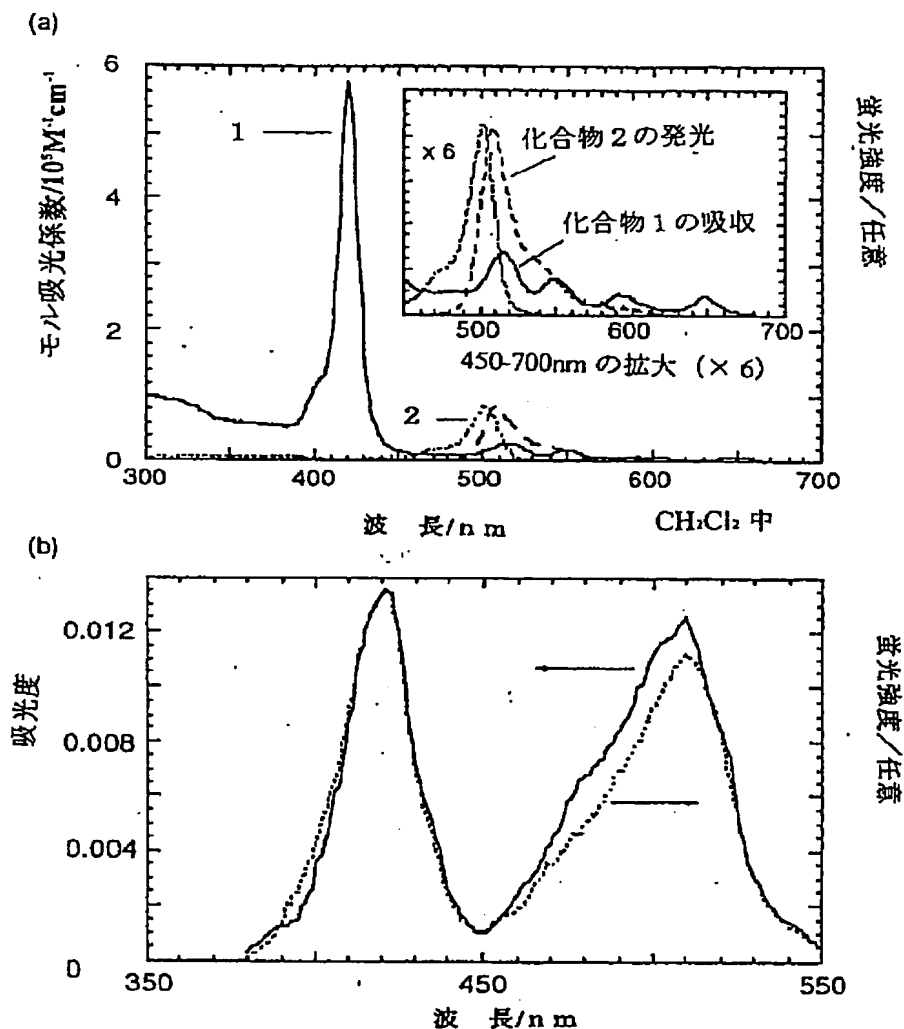 (a)
モル吸光係数/10⁵M⁻¹cm⁻¹
6
5
4
2
0
1
2
300
400
500
600
700
波 長/nm
CH₂Cl₂ 中
蛍光強度/任意
×6
化合物2の発光
化合物1の吸収
500
600
700
450-700nm の拡大 (×6)
(b)
吸光度
0.012
0.008
0.004
0
350
450
550
波 長/nm
蛍光強度/任意